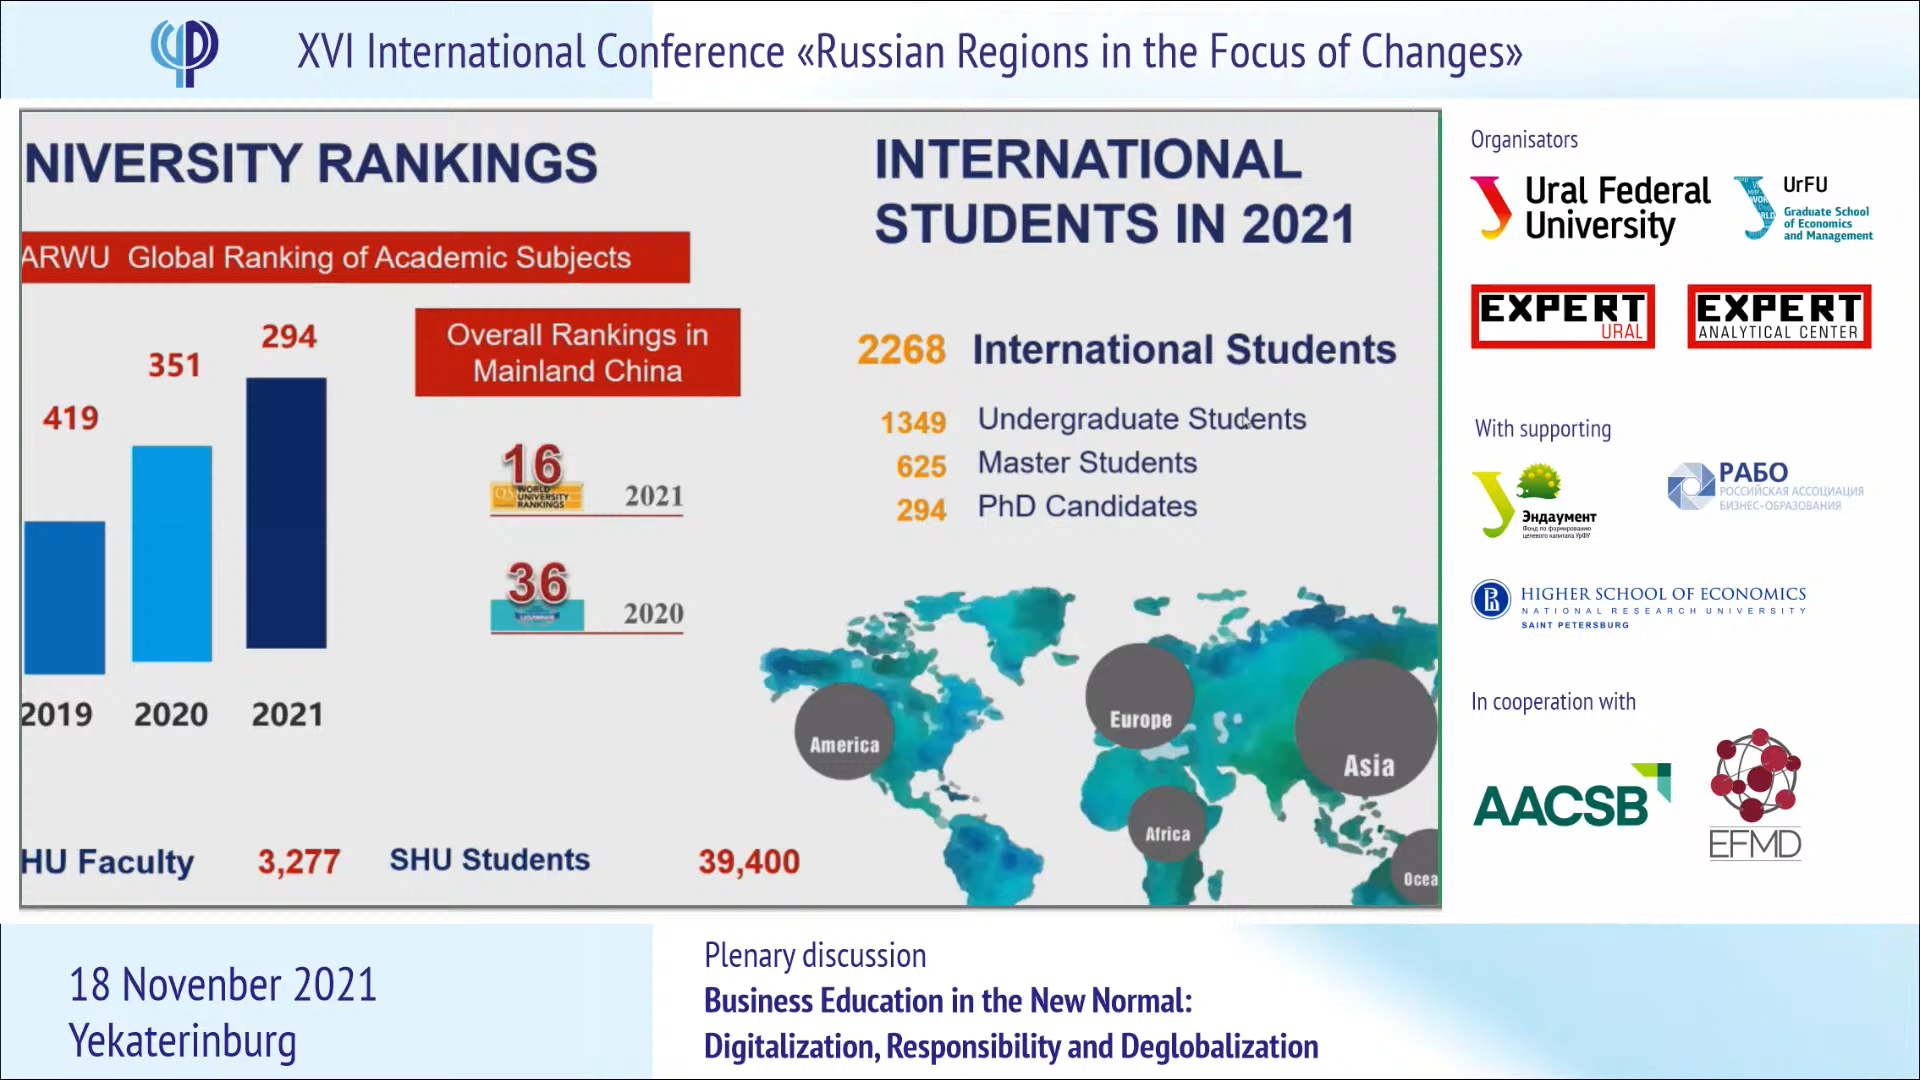 XVI International Conference «Russian Regions in the Focus of Changes»
NIVERSITY RANKINGS
ARWU Global Ranking of Academic Subjects
419
351
294
Overall Rankings in
Mainland China
16
QS WORLD
UNIVERSITY
RANKINGS
2021
36
2020
2019
2020
2021
HU Faculty
3,277
SHU Students
39,400
INTERNATIONAL
STUDENTS IN 2021
2268 International Students
1349 Undergraduate Students
625 Master Students
294 PhD Candidates
America
Europe
Asia
Africa
Ocea
Organisators
Ural Federal
University
UrFU
Graduate School
of Economics
and Management
EXPERT
URAL
EXPERT
ANALYTICAL CENTER
With supporting
Эндаумент
Фонд по формированию
целевого капитала УрФУ
РАБО
РОССИЙСКАЯ АССОЦИАЦИЯ
БИЗНЕС-ОБРАЗОВАНИЯ
HIGHER SCHOOL OF ECONOMICS
NATIONAL RESEARCH UNIVERSITY
SAINT PETERSBURG
In cooperation with
AACSB
EFMD
18 Novenber 2021
Yekaterinburg
Plenary discussion
Business Education in the New Normal:
Digitalization, Responsibility and Deglobalization